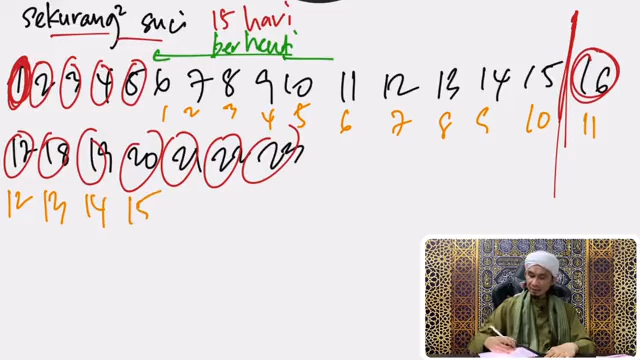 sekurang² suci 15 hari
berhenti
1 2 3 4 5 6 7 8 9 10 11 12 13 14 15 16
1 2 3 4 5 6 7 8 9 10 11
17 18 19 20 21 22 23
12 13 14 15